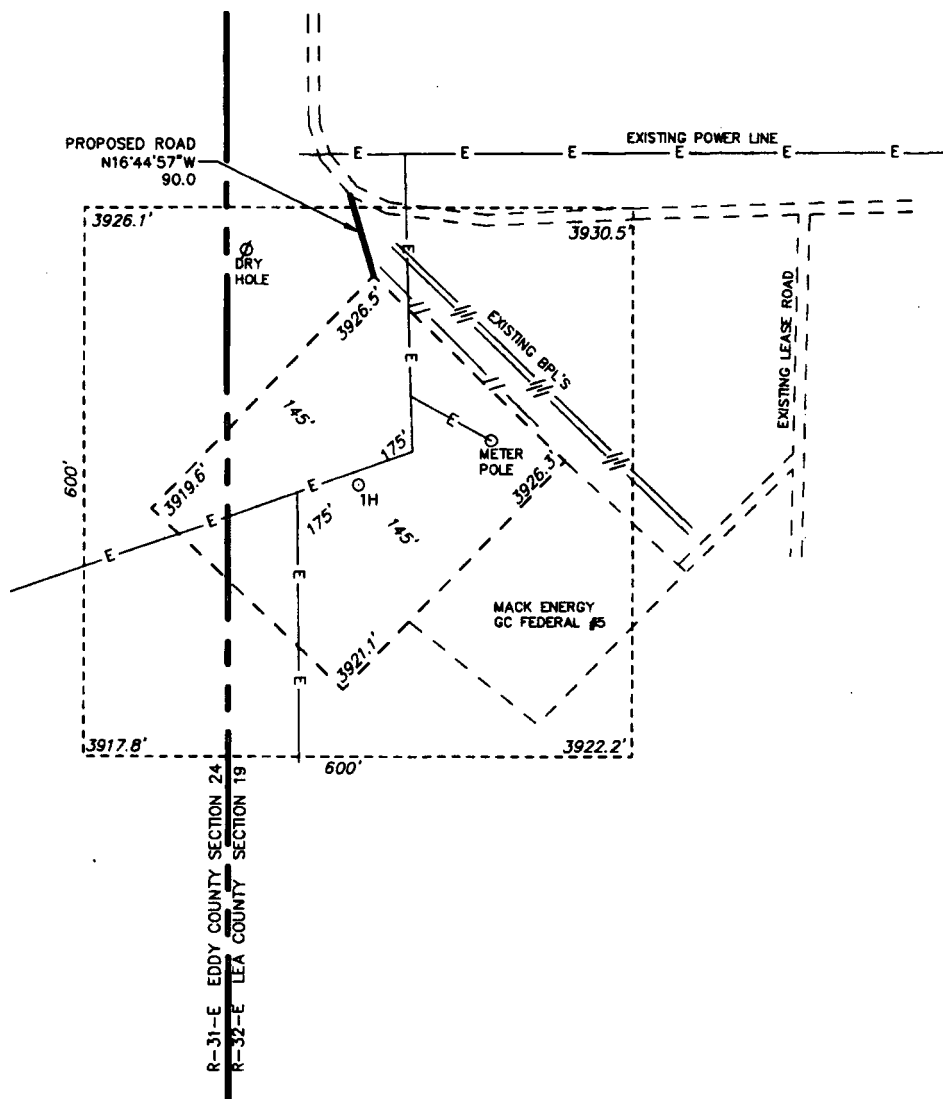 PROPOSED ROAD
N16°44'57"W
90.0
EXISTING POWER LINE
E E E E E E
3926.1'
3930.5'
DRY
HOLE
E
3926.5'
EXISTING BPL'S
EXISTING LEASE ROAD
E
145'
E
METER
POLE
175'
600'
3919.6'
3926.3'
E
1H
E
175'
145'
E
E
MACK ENERGY
GC FEDERAL #5
3921.1'
E
3917.8'
3922.2'
600'
R-31-E EDDY COUNTY SECTION 24
R-32-E LEA COUNTY SECTION 19